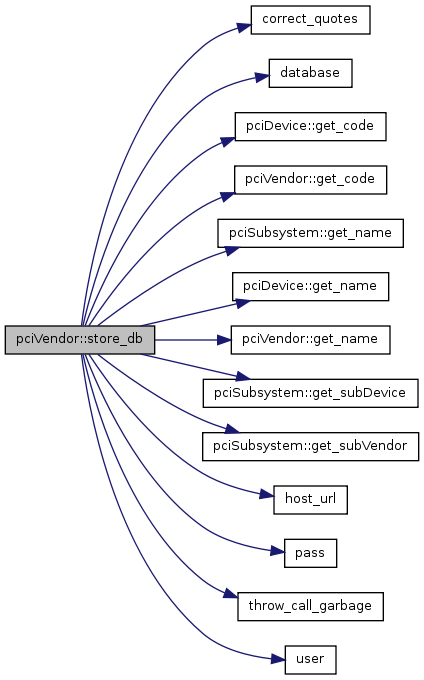 correct_quotes
database
pciDevice::get_code
pciVendor::get_code
pciSubsystem::get_name
pciDevice::get_name
pciVendor::store_db
pciVendor::get_name
pciSubsystem::get_subDevice
pciSubsystem::get_subVendor
host_url
pass
throw_call_garbage
user